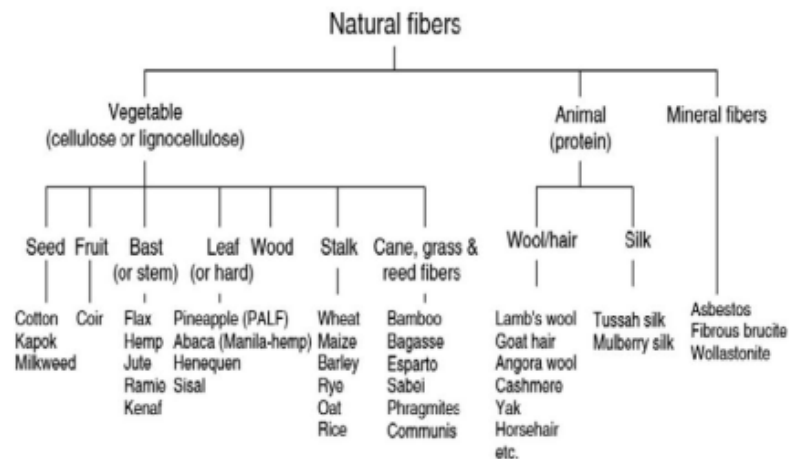 Natural fibers
Vegetable
(cellulose or lignocellulose)
Animal
(protein)
Mineral fibers
Seed
Fruit
Bast
(or stem)
Leaf
(or hard)
Wood
Stalk
Cane, grass &
reed fibers
Wool/hair
Silk
Cotton
Kapok
Milkweed
Coir
Flax
Hemp
Jute
Ramie
Kenaf
Pineapple (PALF)
Abaca (Manila-hemp)
Henequen
Sisal
Wheat
Maize
Barley
Rye
Oat
Rice
Bamboo
Bagasse
Esparto
Sabei
Phragmites
Communis
Lamb's wool
Goat hair
Angora wool
Cashmere
Yak
Horsehair
etc.
Tussah silk
Mulberry silk
Asbestos
Fibrous brucite
Wollastonite